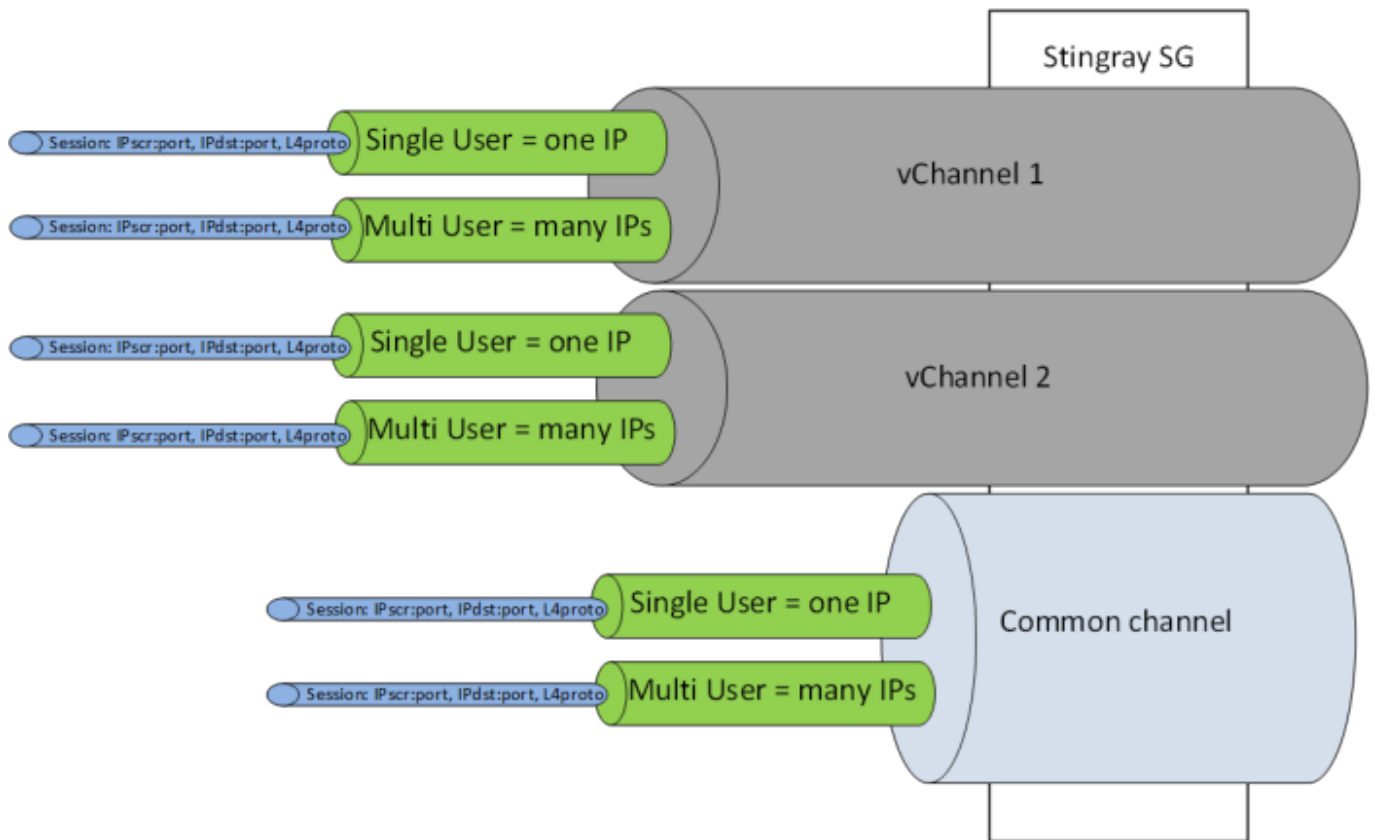 Stingray SG
Session: IPscr:port, IPdst:port, L4proto
Single User = one IP
vChannel 1
Session: IPscr:port, IPdst:port, L4proto
Multi User = many IPs
Session: IPscr:port, IPdst:port, L4proto
Single User = one IP
vChannel 2
Session: IPscr:port, IPdst:port, L4proto
Multi User = many IPs
Session: IPscr:port, IPdst:port, L4proto
Single User = one IP
Common channel
Session: IPscr:port, IPdst:port, L4proto
Multi User = many IPs